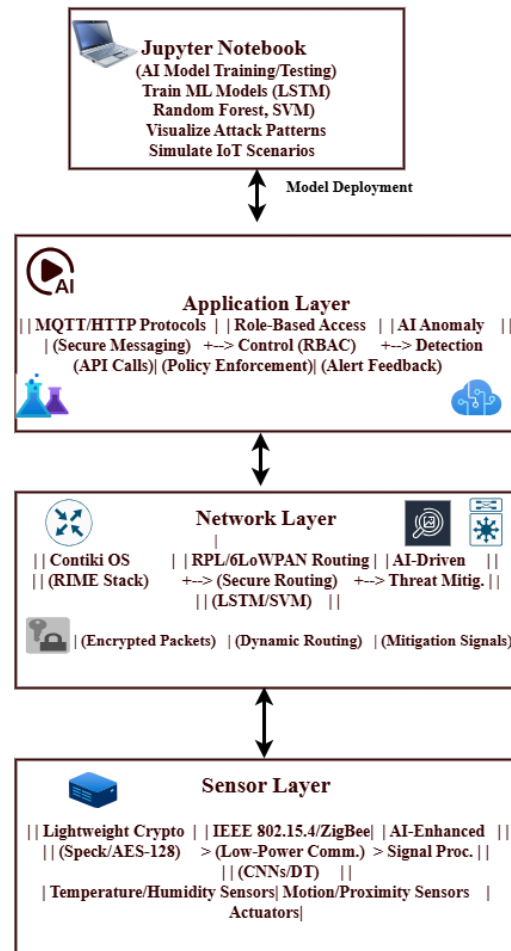 Jupyter Notebook
(AI Model Training/Testing)
Train ML Models (LSTM)
Random Forest, SVM)
Visualize Attack Patterns
Simulate IoT Scenarios
Model Deployment
AI
Application Layer
| | MQTT/HTTP Protocols | | Role-Based Access | | AI Anomaly | |
| (Secure Messaging) +--> Control (RBAC) +--> Detection
(API Calls)| (Policy Enforcement)| (Alert Feedback)
Network Layer
|
| | Contiki OS | | RPL/6LoWPAN Routing | | AI-Driven | |
| | (RIME Stack) +--> (Secure Routing) +--> Threat Mitig. | |
| | (LSTM/SVM) | |
| (Encrypted Packets) | (Dynamic Routing) | (Mitigation Signals)
Sensor Layer
| | Lightweight Crypto | | IEEE 802.15.4/ZigBee| | AI-Enhanced | |
| | (Speck/AES-128) > (Low-Power Comm.) > Signal Proc. | |
| | (CNNs/DT) | |
| Temperature/Humidity Sensors| Motion/Proximity Sensors |
Actuators|